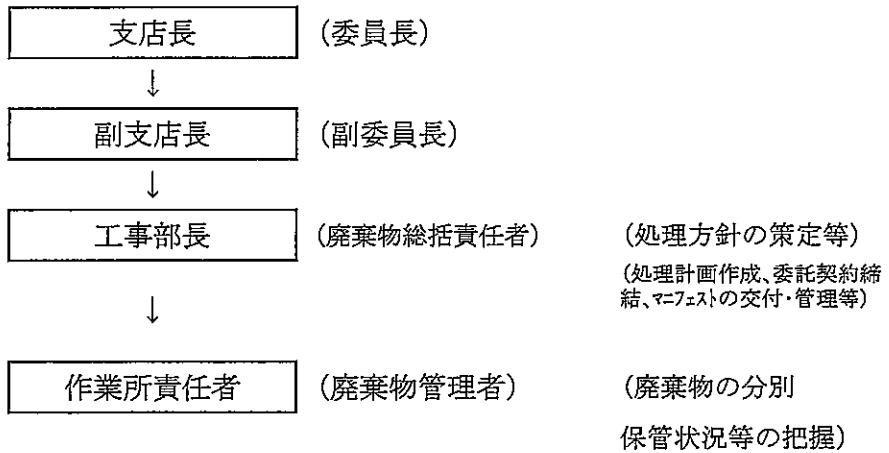 支店長 (委員長)
↓
副支店長 (副委員長)
↓
工事部長 (廃棄物総括責任者) (処理方針の策定等)
(処理計画作成、委託契約締
結、マニフェストの交付・管理等)
↓
作業所責任者 (廃棄物管理者) (廃棄物の分別
保管状況等の把握)